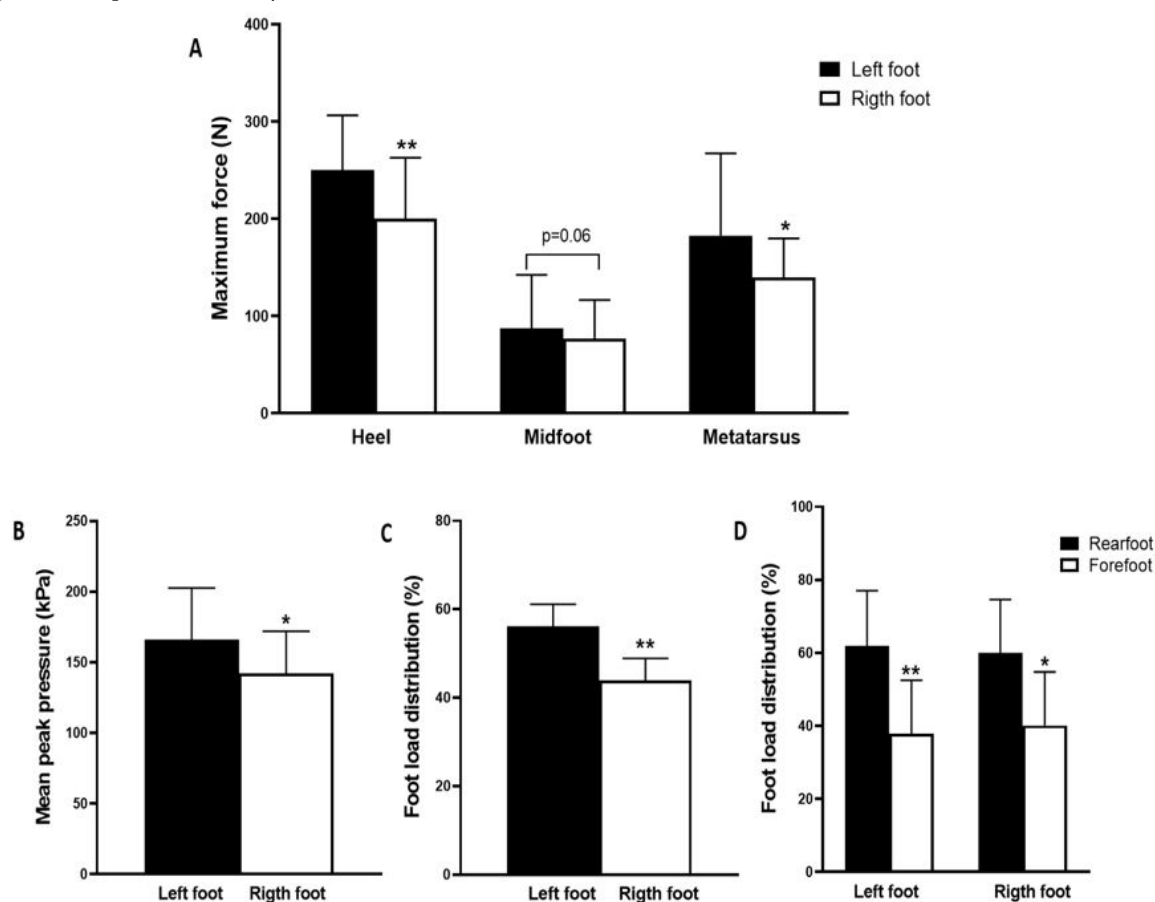 A
Maximum force (N)
400
300
200
100
0
Left foot
Rigth foot
**
p=0.06
*
Heel
Midfoot
Metatarsus
B
Mean peak pressure (kPa)
250
200
150
100
50
0
*
Left foot
Rigth foot
C
Foot load distribution (%)
80
60
40
20
0
**
Left foot
Rigth foot
D
Foot load distribution (%)
100
80
60
40
20
0
Rearfoot
Forefoot
**
*
Left foot
Rigth foot